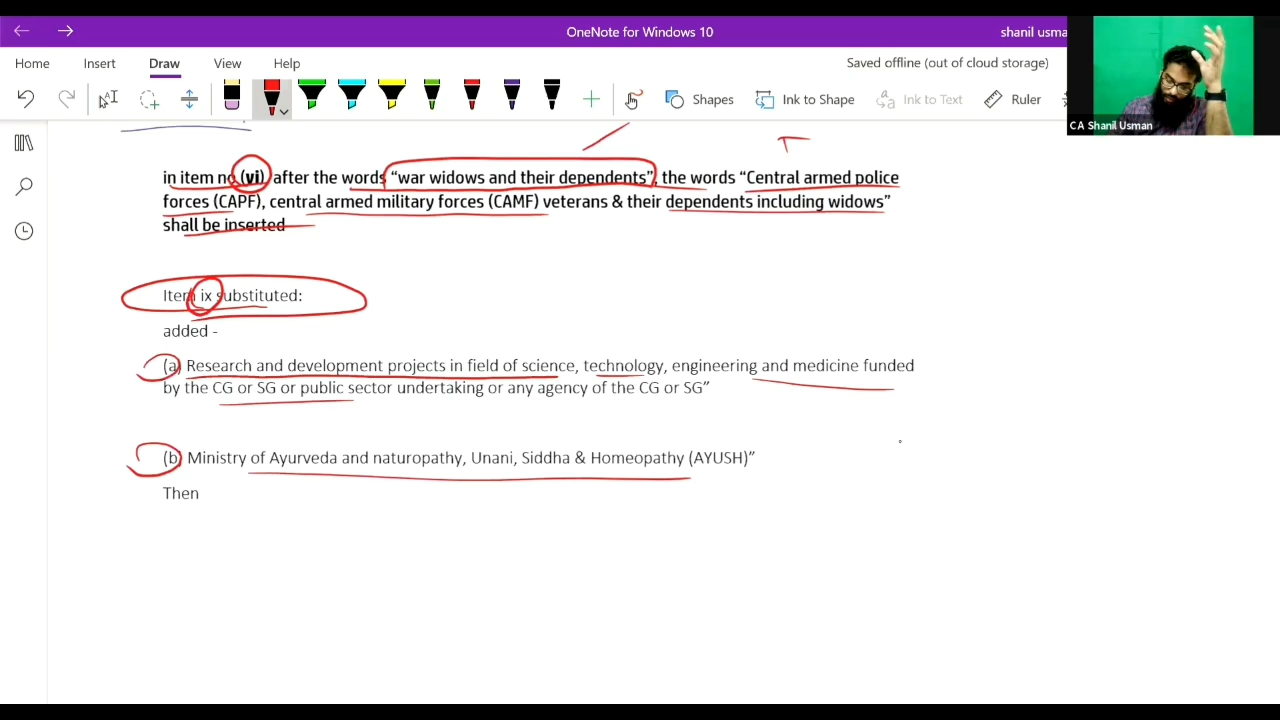 OneNote for Windows 10
shanil usma
Home Insert Draw View Help
Saved offline (out of cloud storage)
Shapes Ink to Shape Ink to Text Ruler
CA Shanil Usman
in item no (vi) after the words “war widows and their dependents”, the words “Central armed police
forces (CAPF), central armed military forces (CAMF) veterans & their dependents including widows”
shall be inserted
Item ix substituted:
added -
(a) Research and development projects in field of science, technology, engineering and medicine funded
by the CG or SG or public sector undertaking or any agency of the CG or SG”
(b) Ministry of Ayurveda and naturopathy, Unani, Siddha & Homeopathy (AYUSH)”
Then